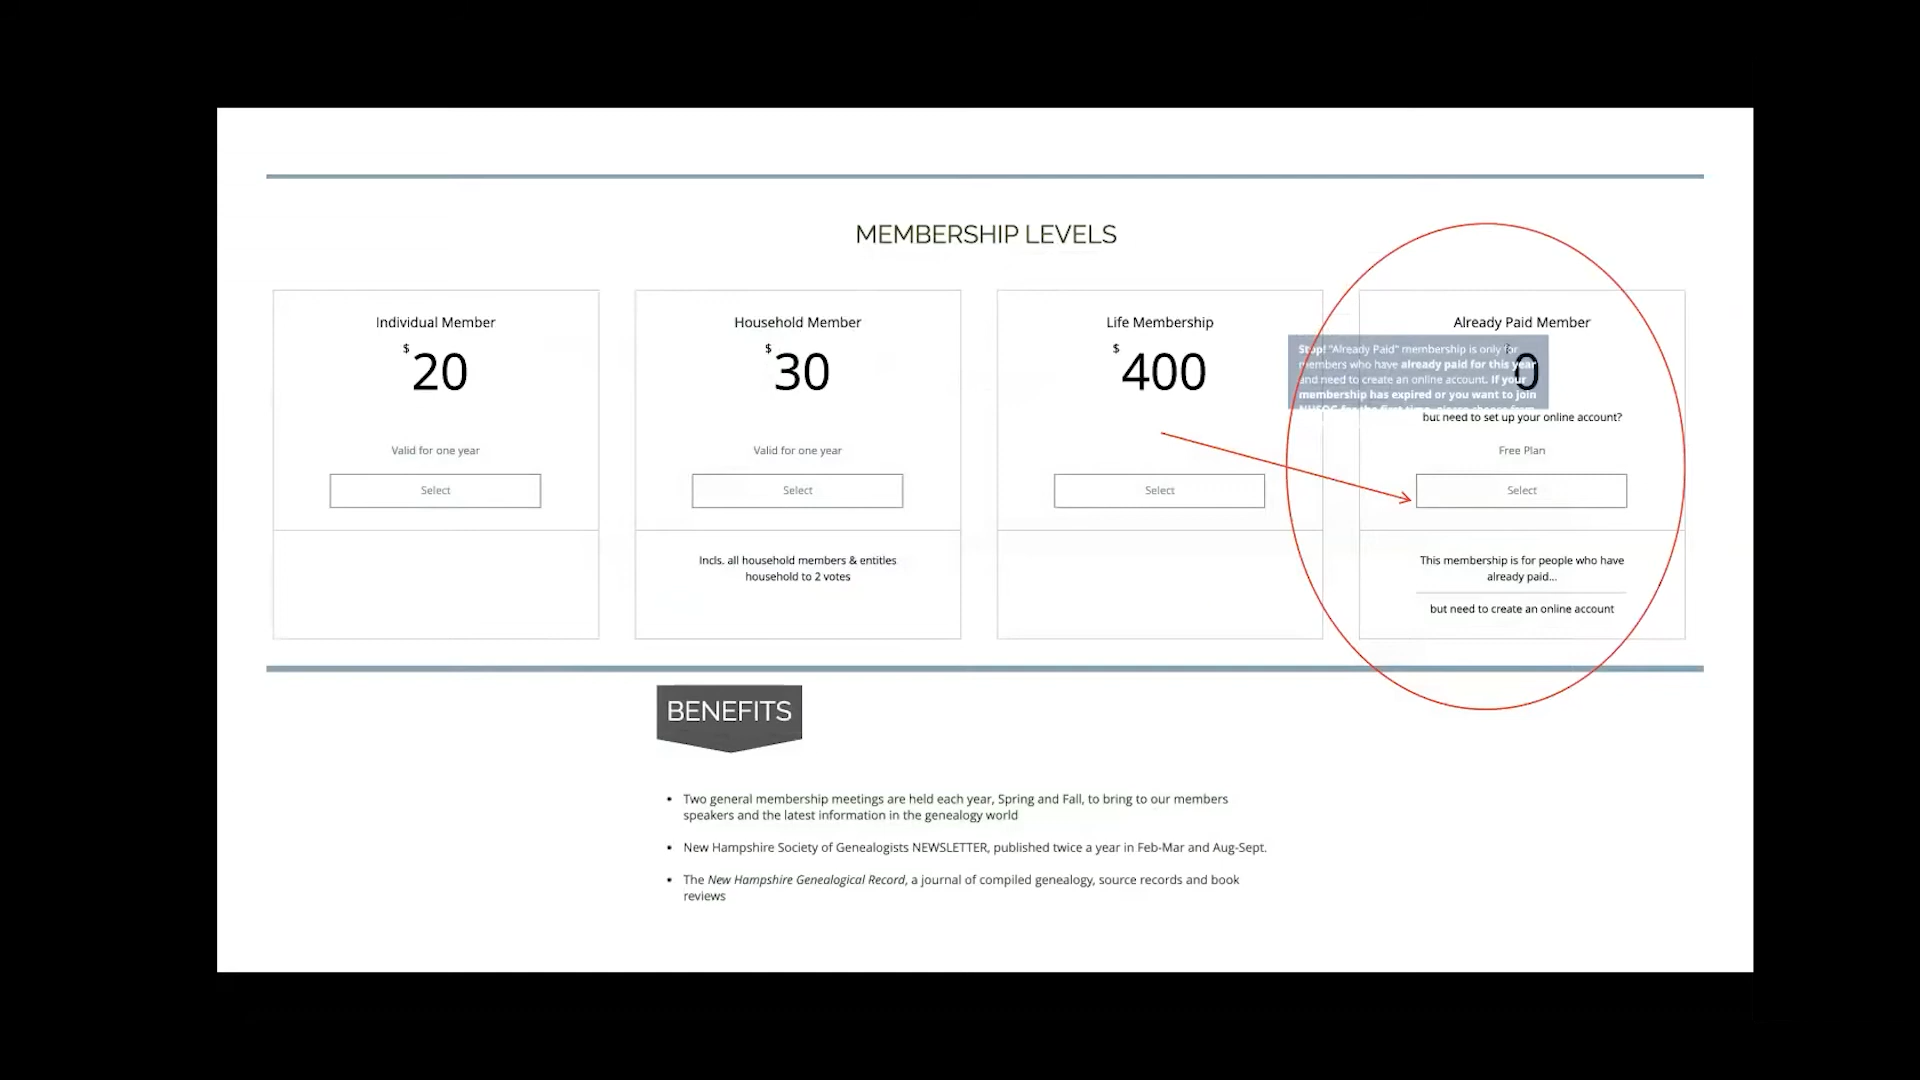 MEMBERSHIP LEVELS
Individual Member
$
20
Valid for one year
Select
Household Member
$
30
Valid for one year
Select
Incls. all household members & entitles
household to 2 votes
Life Membership
$
400
Select
Already Paid Member
$
0
Stop! "Already Paid" membership is only for
members who have already paid for this year
and need to create an online account. If your
membership has expired or you want to join
but need to set up your online account?
Free Plan
Select
This membership is for people who have
already paid...
but need to create an online account
BENEFITS
• Two general membership meetings are held each year, Spring and Fall, to bring to our members
speakers and the latest information in the genealogy world
• New Hampshire Society of Genealogists NEWSLETTER, published twice a year in Feb-Mar and Aug-Sept.
• The New Hampshire Genealogical Record, a journal of compiled genealogy, source records and book
reviews